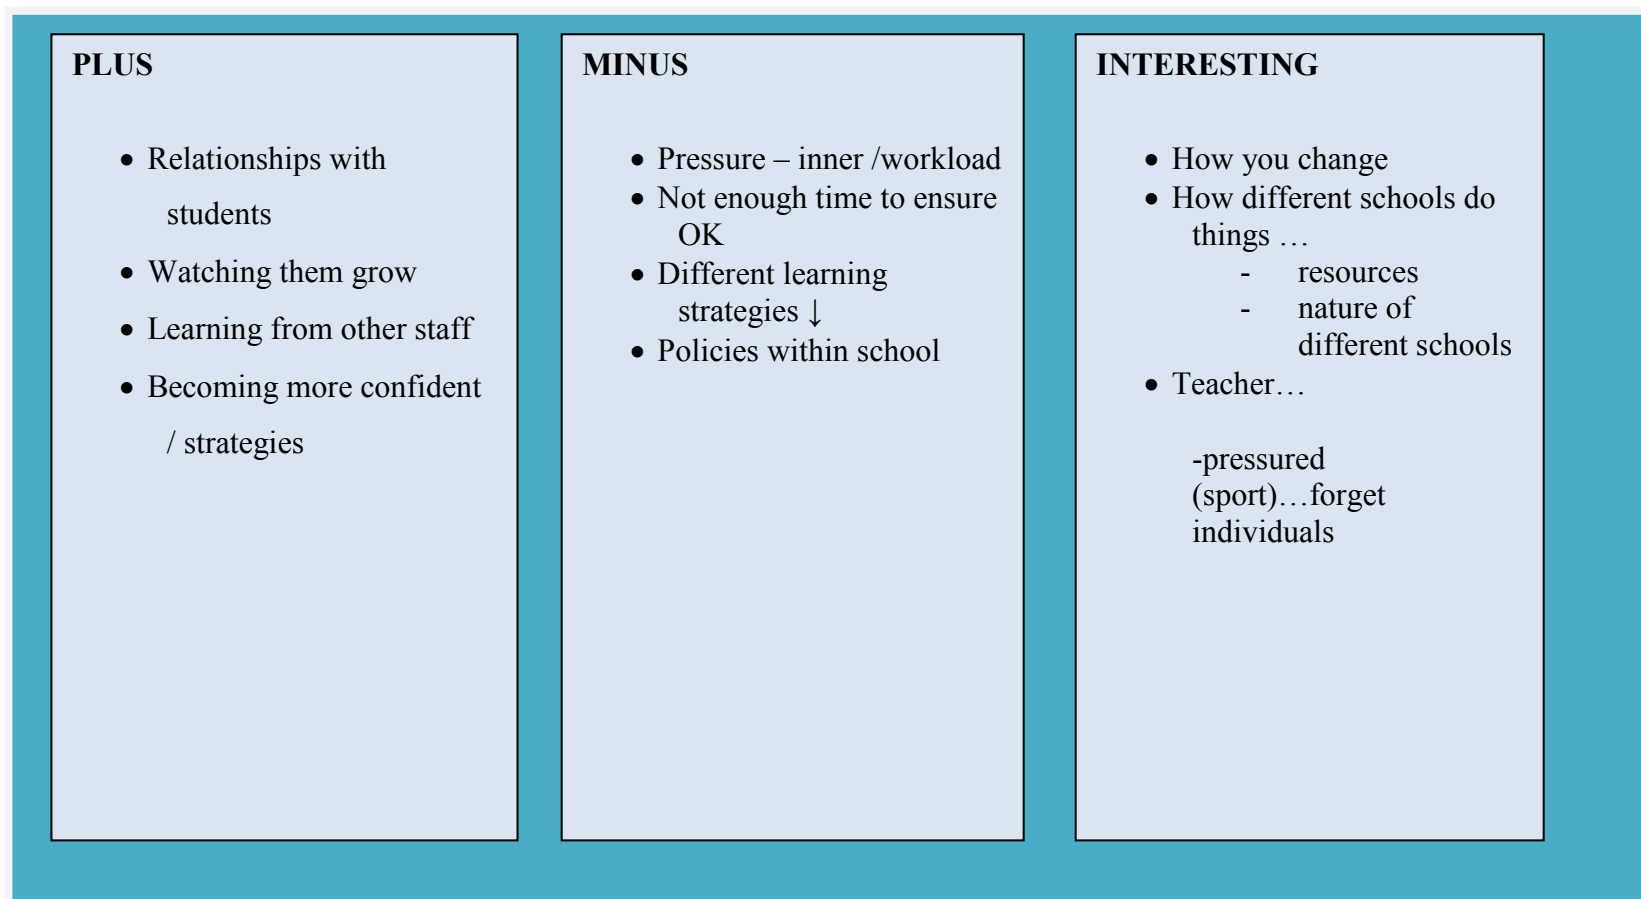 PLUS
• Relationships with
students
• Watching them grow
• Learning from other staff
• Becoming more confident
/ strategies
MINUS
• Pressure – inner /workload
• Not enough time to ensure
OK
• Different learning
strategies ↓
• Policies within school
INTERESTING
• How you change
• How different schools do
things …
- resources
- nature of
different schools
• Teacher…
-pressured
(sport)…forget
individuals